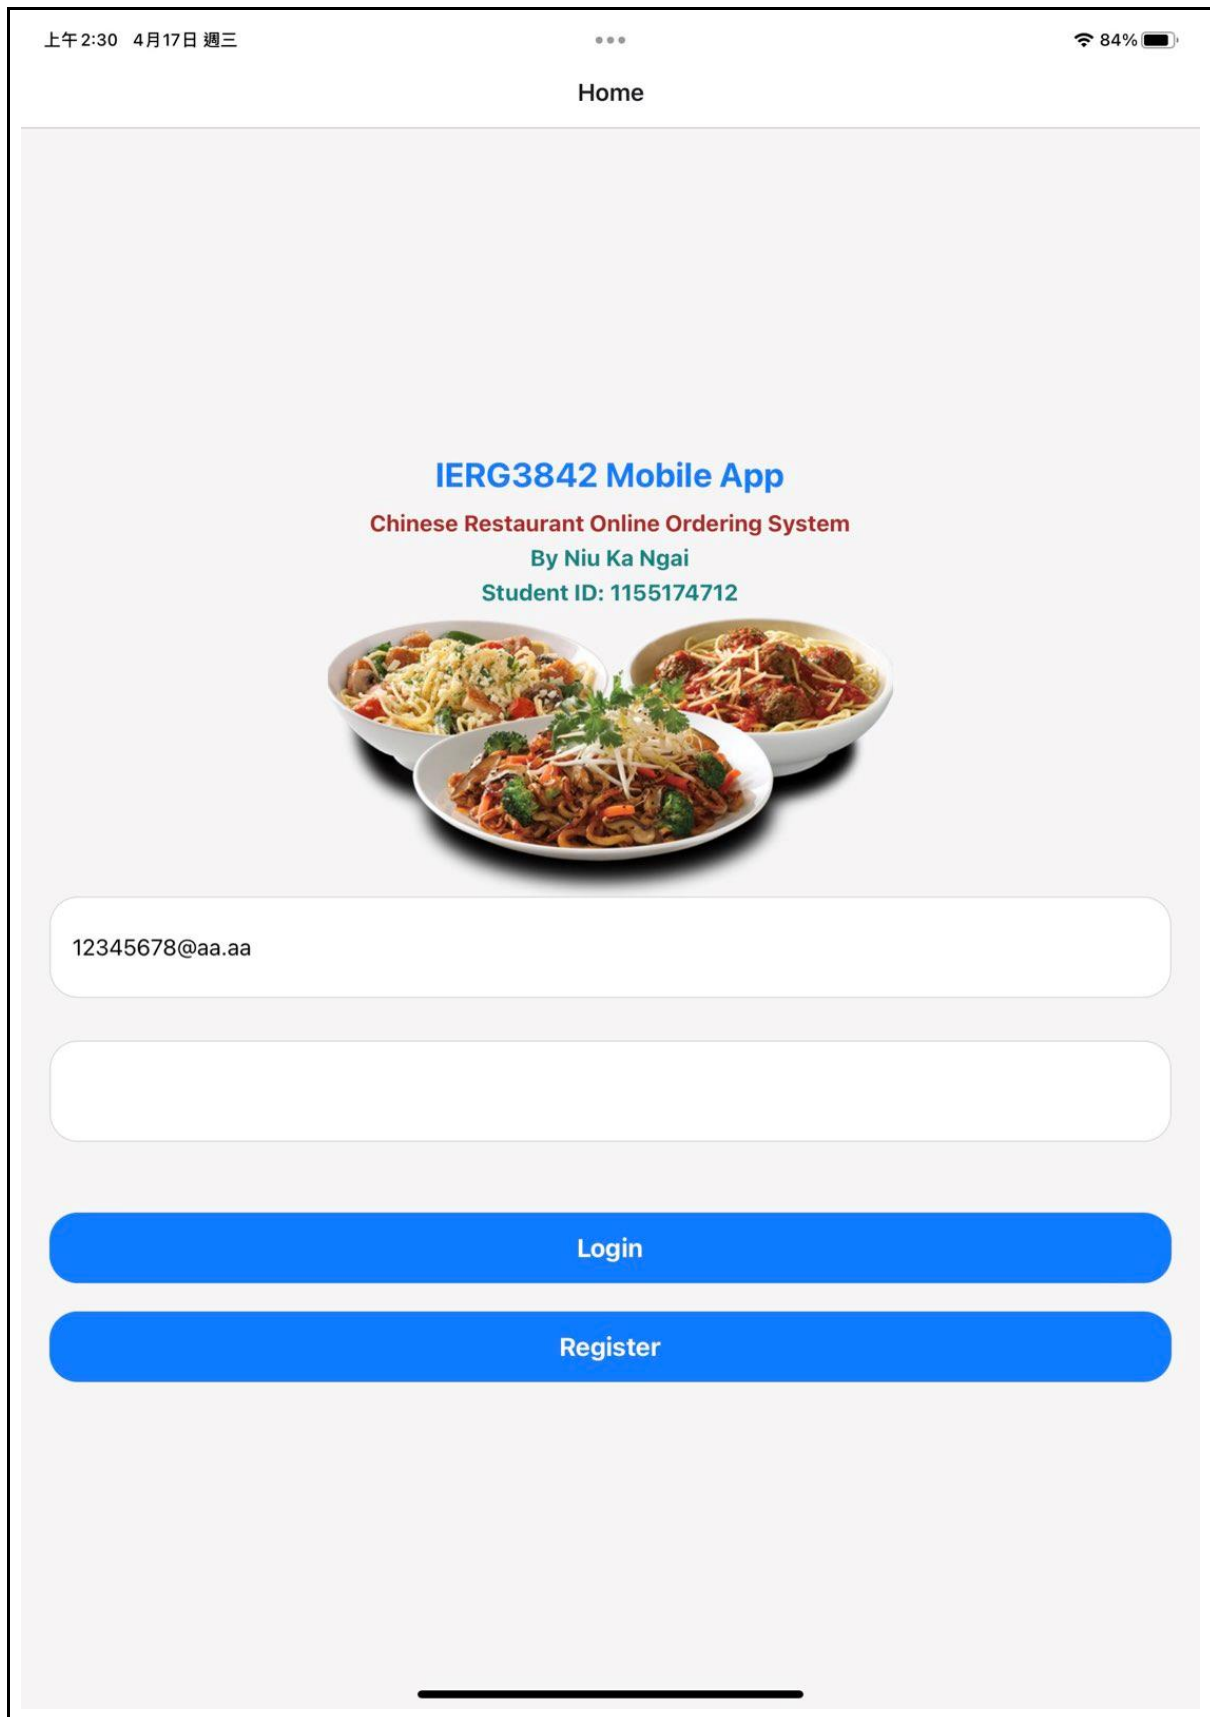 上午2:30 4月17日 週三
84%
Home
IERG3842 Mobile App
Chinese Restaurant Online Ordering System
By Niu Ka Ngai
Student ID: 1155174712
12345678@aa.aa
Login
Register